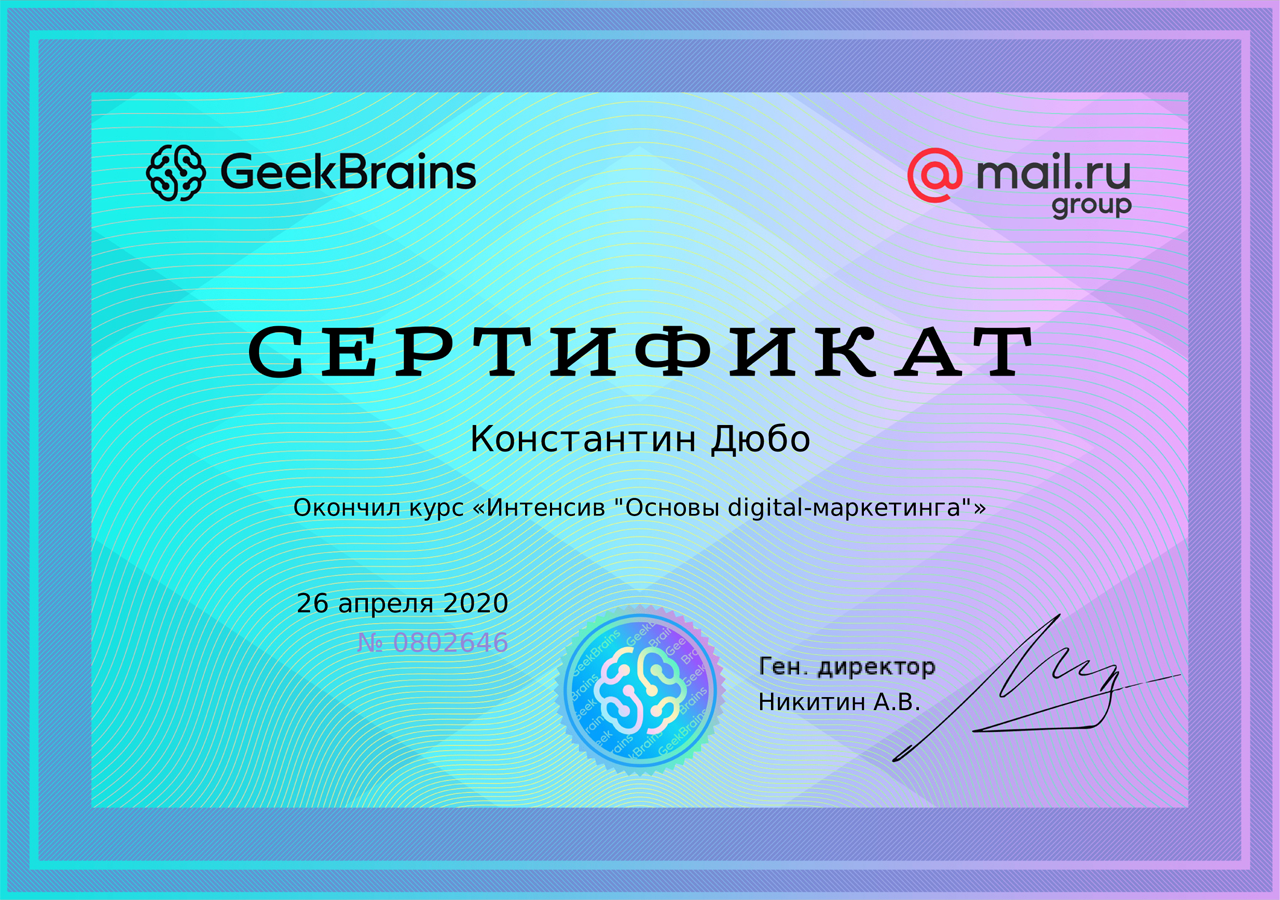 GeekBrains
@mail.ru
group
СЕРТИФИКАТ
Константин Дюбо
Окончил курс «Интенсив "Основы digital-маркетинга"»
26 апреля 2020
№ 0802646
Ген. директор
Никитин А.В.